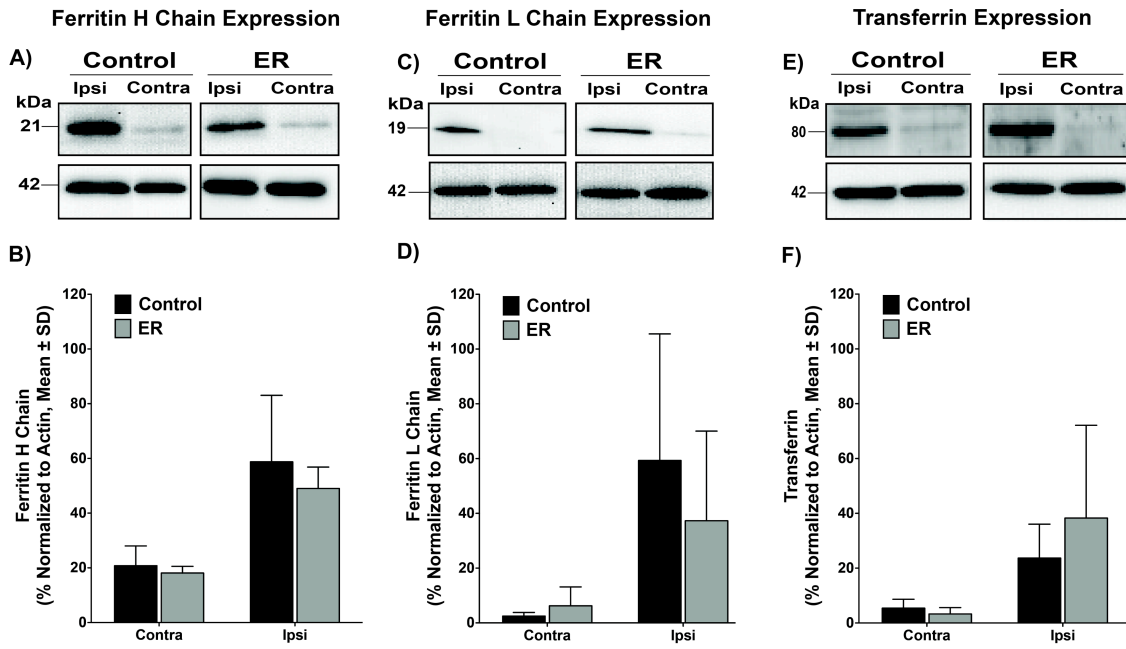 Ferritin H Chain Expression
Ferritin L Chain Expression
Transferrin Expression
A)
Control
ER
Ipsi Contra Ipsi Contra
kDa
21
42
C)
Control
ER
Ipsi Contra Ipsi Contra
kDa
19
42
E)
Control
ER
Ipsi Contra Ipsi Contra
kDa
80
42
B)
Ferritin H Chain
(% Normalized to Actin, Mean ± SD)
120
100
80
60
40
20
0
Control
ER
Contra
Ipsi
D)
Ferritin L Chain
(% Normalized to Actin, Mean ± SD)
120
100
80
60
40
20
0
Control
ER
Contra
Ipsi
F)
Transferrin
(% Normalized to Actin, Mean ± SD)
120
100
80
60
40
20
0
Control
ER
Contra
Ipsi